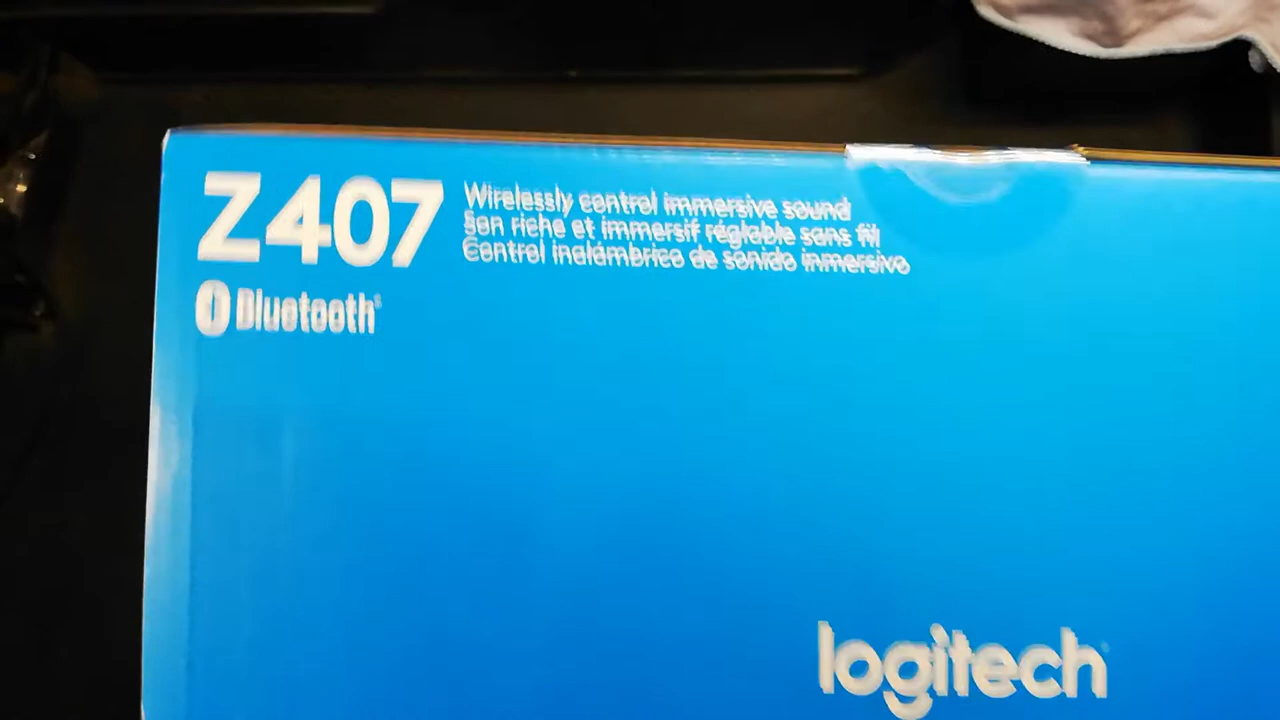 Z407
Wirelessly control immersive sound
Son riche et immersif réglable sans fil
Control inalámbrico de sonido inmersivo
Bluetooth®
logitech